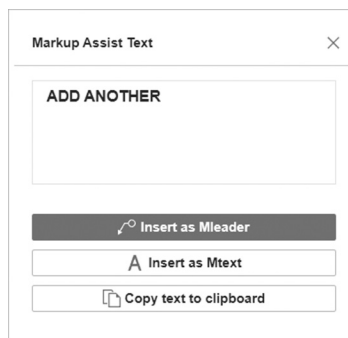 Markup Assist Text
ADD ANOTHER
Insert as Mleader
Insert as Mtext
Copy text to clipboard